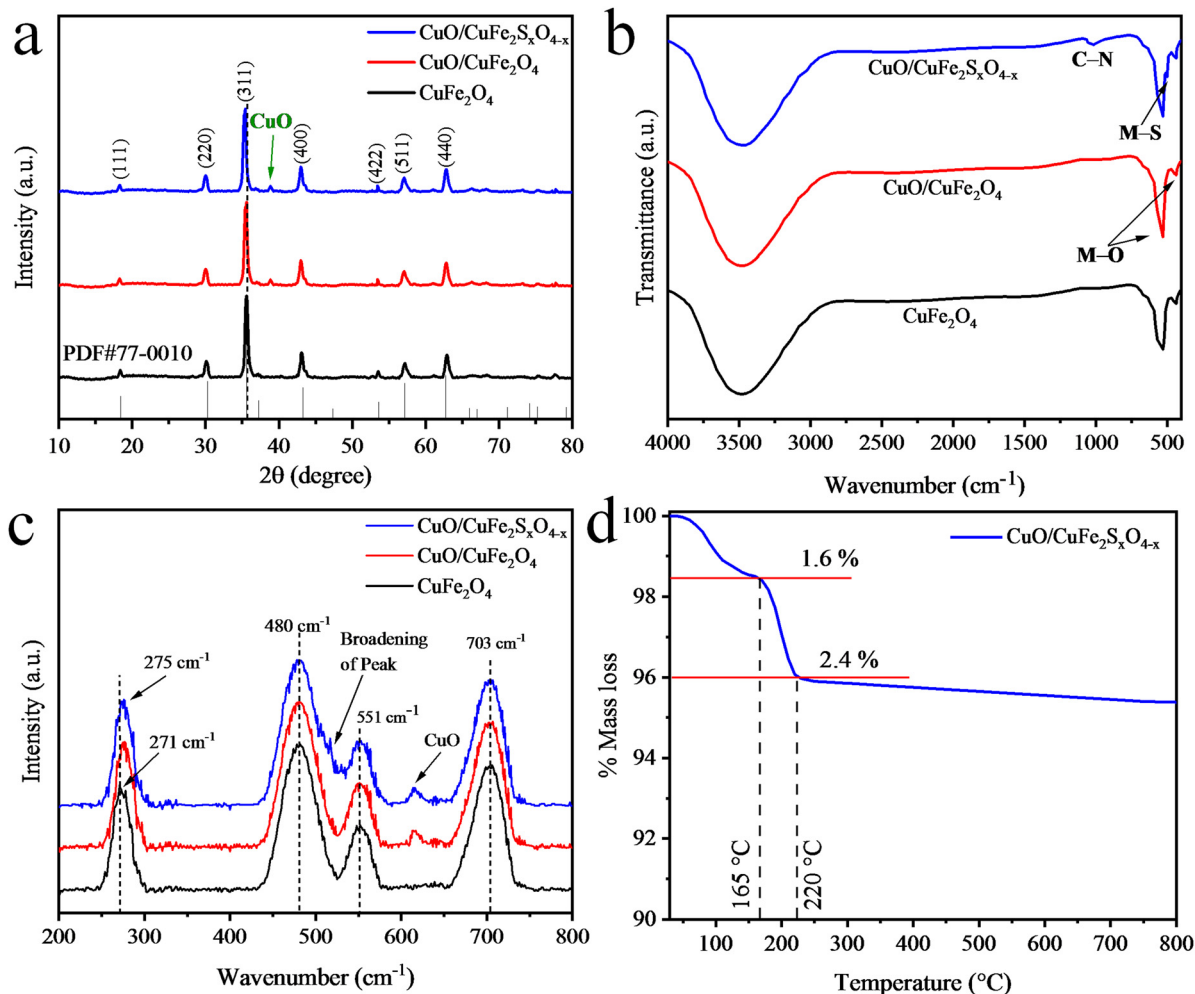 a
CuO/CuFe₂SₓO₄₋ₓ
CuO/CuFe₂O₄
CuFe₂O₄
(111)
(220)
(311)
CuO
(400)
(422)
(511)
(440)
PDF#77-0010
Intensity (a.u.)
10 20 30 40 50 60 70 80
2θ (degree)
b
CuO/CuFe₂SₓO₄₋ₓ
C–N
M–S
CuO/CuFe₂O₄
M–O
CuFe₂O₄
Transmittance (a.u.)
4000 3500 3000 2500 2000 1500 1000 500
Wavenumber (cm⁻¹)
c
CuO/CuFe₂SₓO₄₋ₓ
CuO/CuFe₂O₄
CuFe₂O₄
480 cm⁻¹
Broadening
of Peak
703 cm⁻¹
275 cm⁻¹
551 cm⁻¹
271 cm⁻¹
CuO
Intensity (a.u.)
200 300 400 500 600 700 800
Wavenumber (cm⁻¹)
d
CuO/CuFe₂SₓO₄₋ₓ
1.6 %
2.4 %
165 °C
220 °C
% Mass loss
100
98
96
94
92
90
100 200 300 400 500 600 700 800
Temperature (°C)